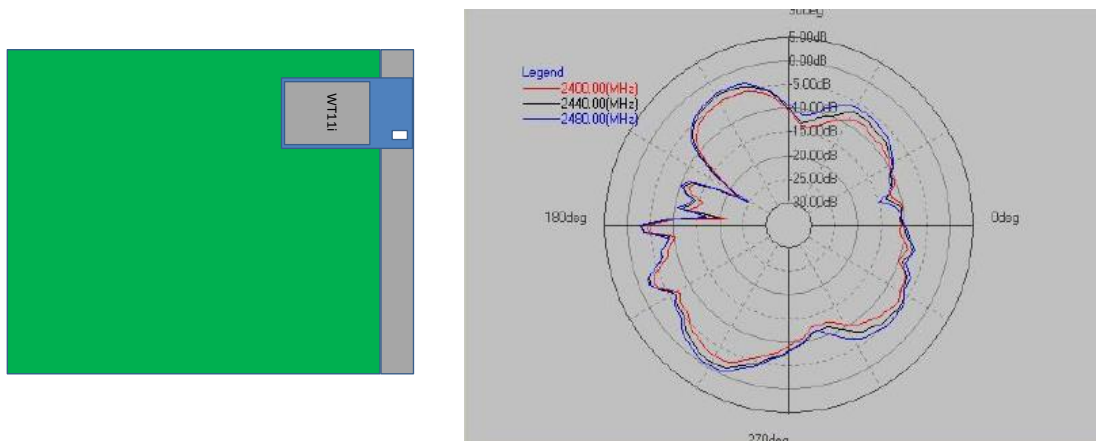 WT11i
90deg
5.00dB
0.00dB
-5.00dB
-10.00dB
-15.00dB
-20.00dB
-25.00dB
-30.00dB
Legend
2400.00(MHz)
2440.00(MHz)
2480.00(MHz)
180deg
0deg
270deg